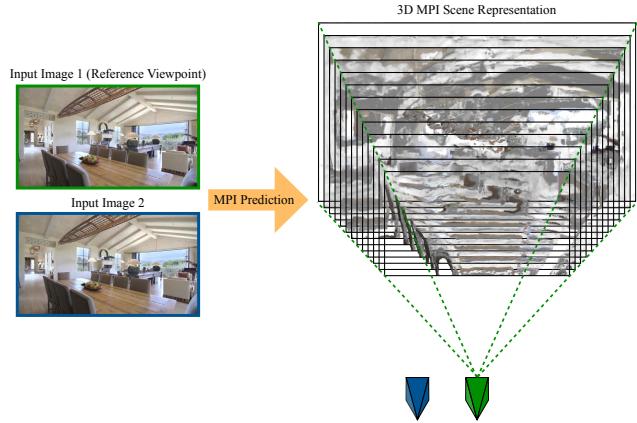 3D MPI Scene Representation
Input Image 1 (Reference Viewpoint)
MPI Prediction
Input Image 2